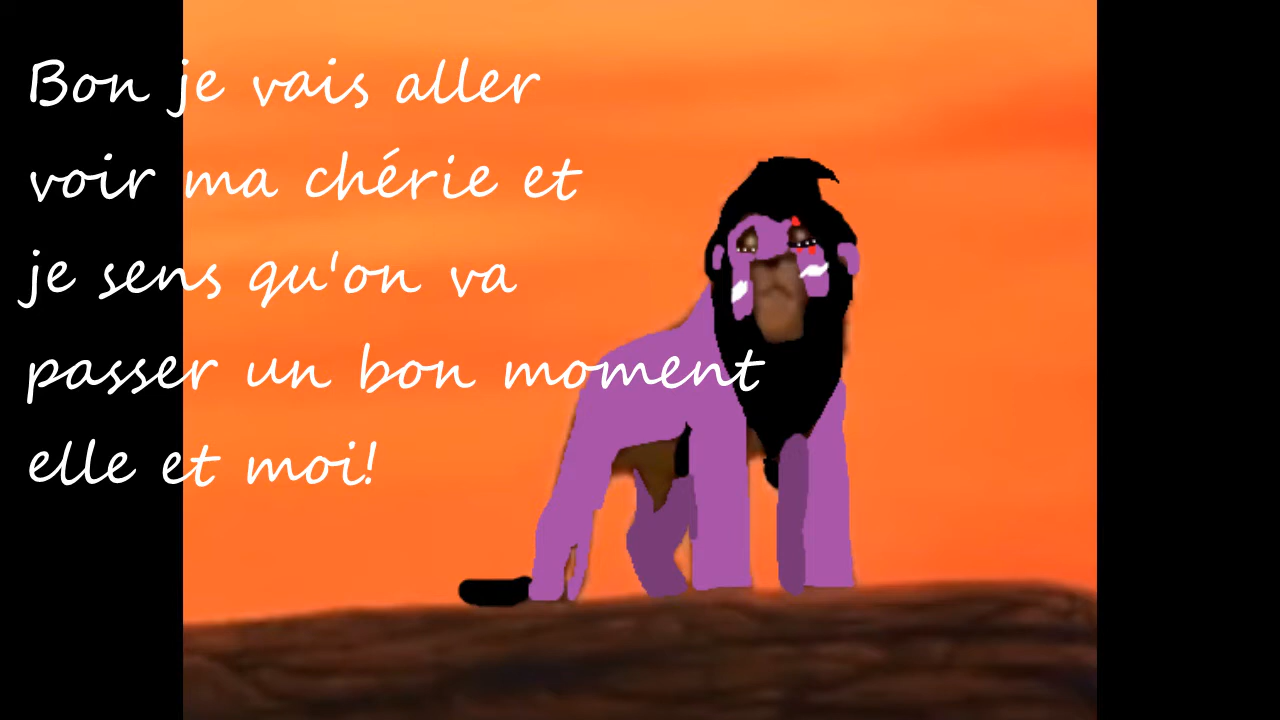 Bon je vais aller
voir ma chérie et
je sens qu'on va
passer un bon moment
elle et moi!